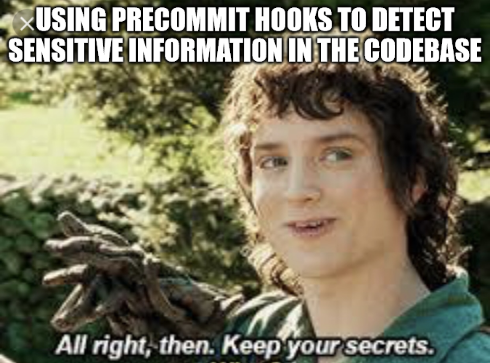 USING PRECOMMIT HOOKS TO DETECT
SENSITIVE INFORMATION IN THE CODEBASE
All right, then. Keep your secrets.